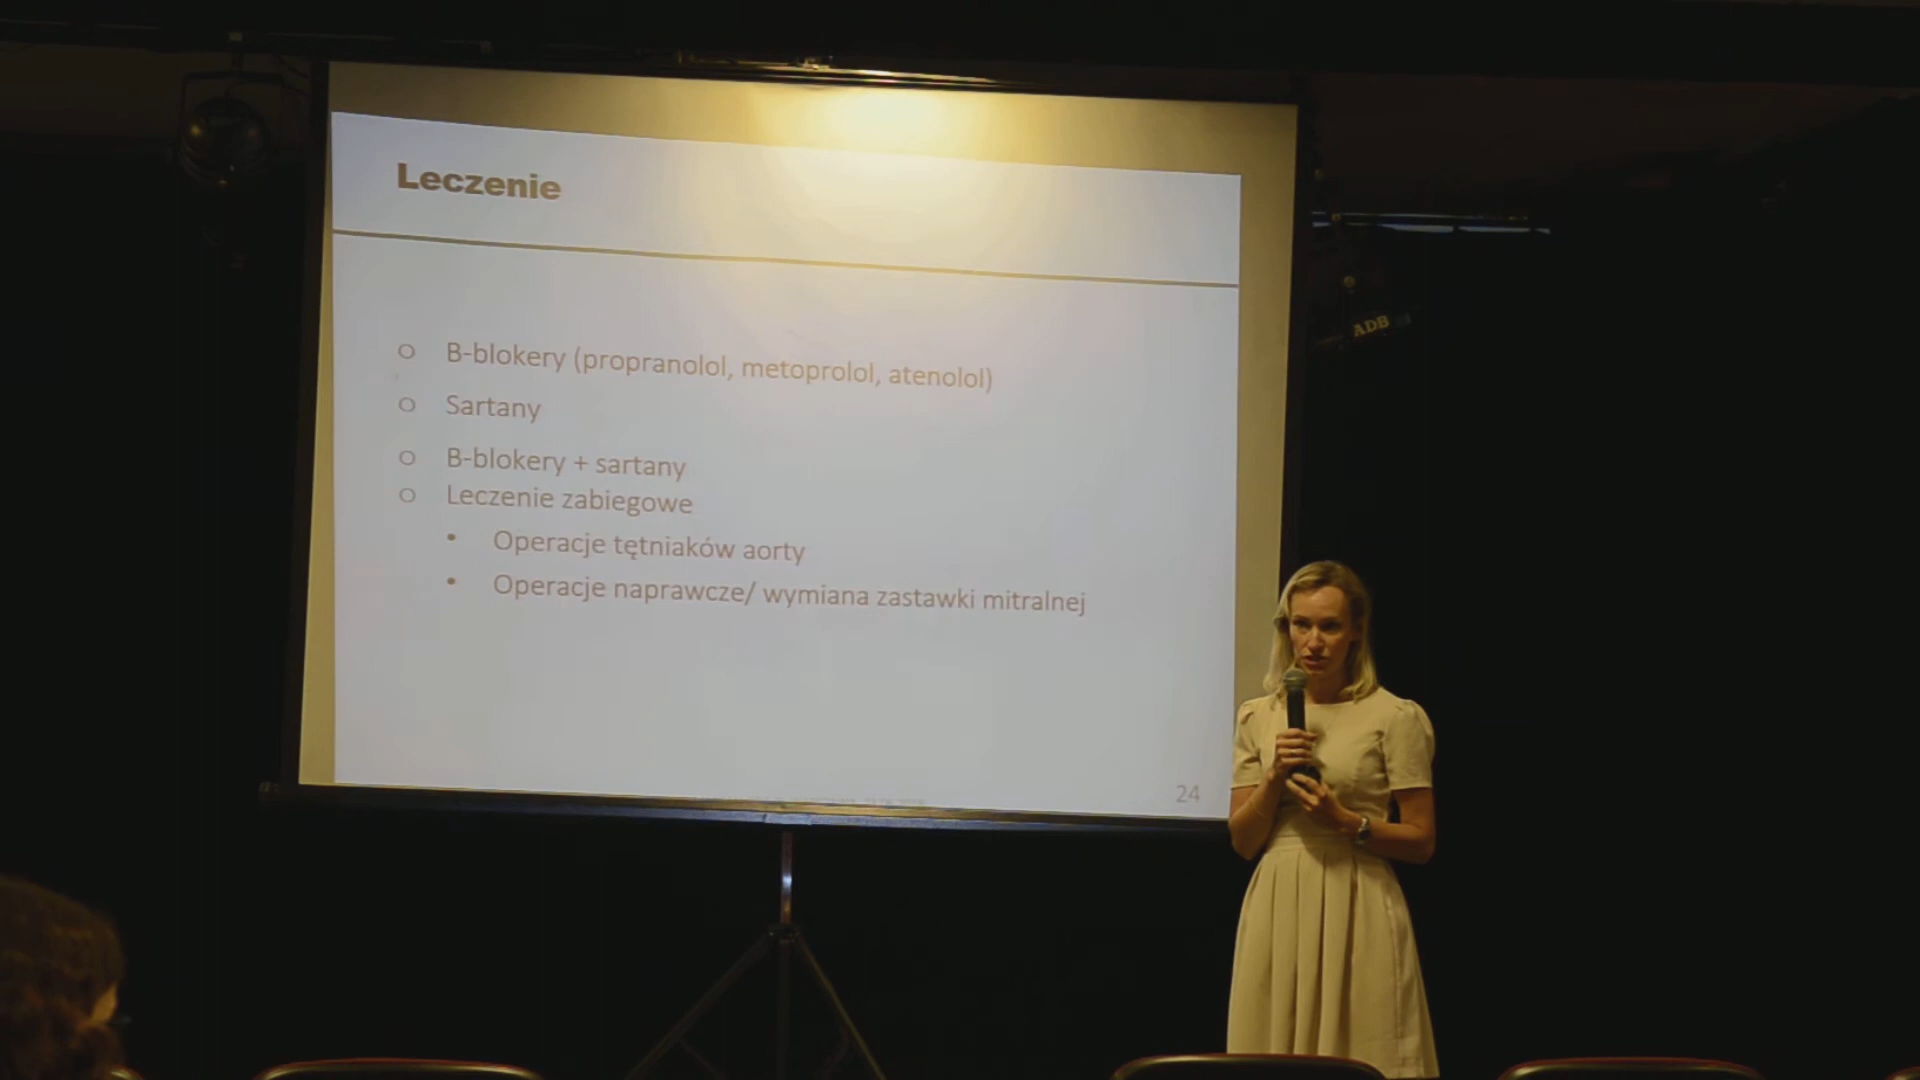 Leczenie
o B-blokery (propranolol, metoprolol, atenolol)
o Sartany
o B-blokery + sartany
o Leczenie zabiegowe
• Operacje tętniaków aorty
• Operacje naprawcze/ wymiana zastawki mitralnej
24
ADB